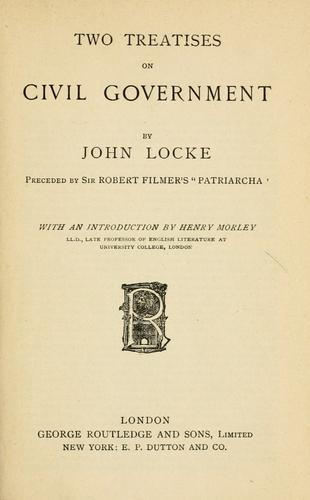 TWO TREATISES
ON
CIVIL GOVERNMENT
BY
JOHN LOCKE
PRECEDED BY SIR ROBERT FILMER'S "PATRIARCHA'
WITH AN INTRODUCTION BY HENRY MORLEY
LL.D., LATE PROFESSOR OF ENGLISH LITERATURE AT
UNIVERSITY COLLEGE, LONDON
R
LONDON
GEORGE ROUTLEDGE AND SONS, LIMITED
NEW YORK: E. P. DUTTON AND CO.